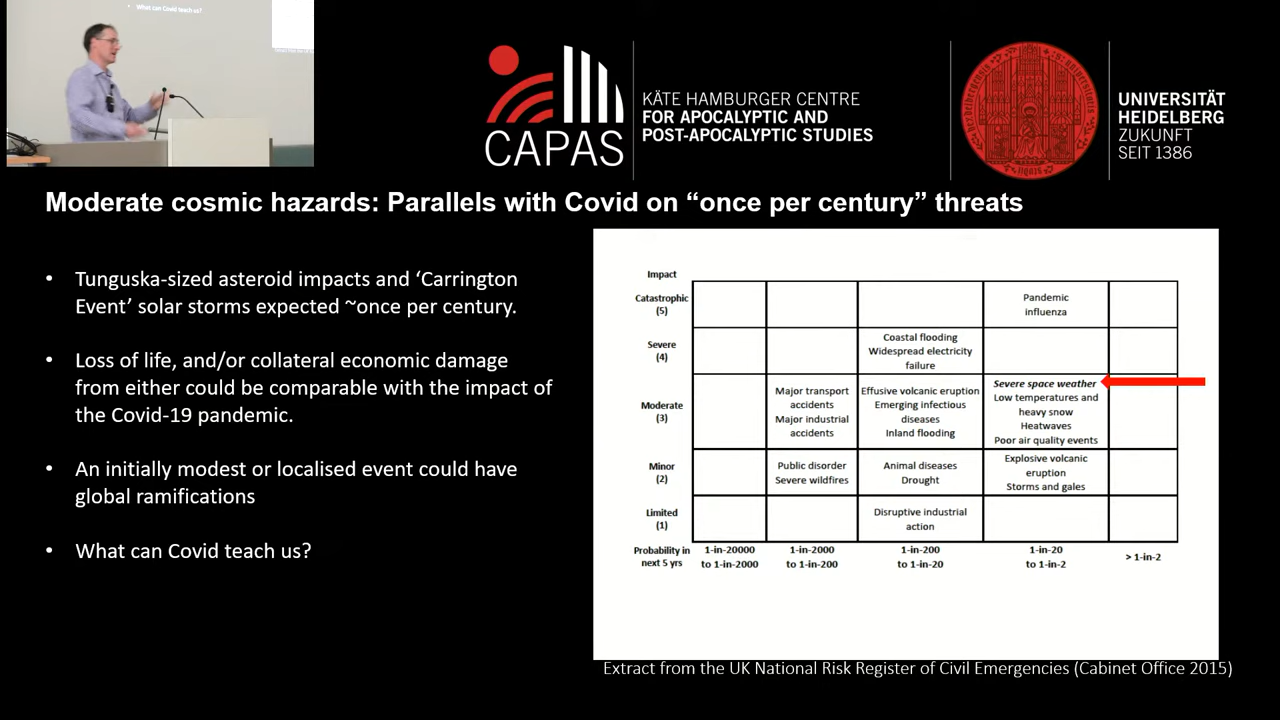 What can Covid teach us?
CAPAS
KÄTE HAMBURGER CENTRE
FOR APOCALYPTIC AND
POST-APOCALYPTIC STUDIES
UNIVERSITÄT
HEIDELBERG
ZUKUNFT
SEIT 1386
Moderate cosmic hazards: Parallels with Covid on “once per century” threats
• Tunguska-sized asteroid impacts and ‘Carrington
Event’ solar storms expected ~once per century.
• Loss of life, and/or collateral economic damage
from either could be comparable with the impact of
the Covid-19 pandemic.
• An initially modest or localised event could have
global ramifications
• What can Covid teach us?
Impact
Catastrophic
(5)
Pandemic
influenza
Severe
(4)
Coastal flooding
Widespread electricity
failure
Moderate
(3)
Major transport
accidents
Major industrial
accidents
Effusive volcanic eruption
Emerging infectious
diseases
Inland flooding
Severe space weather
Low temperatures and
heavy snow
Heatwaves
Poor air quality events
Minor
(2)
Public disorder
Severe wildfires
Animal diseases
Drought
Explosive volcanic
eruption
Storms and gales
Limited
(1)
Disruptive industrial
action
Probability in
next 5 yrs
1-in-20000
to 1-in-2000
1-in-2000
to 1-in-200
1-in-200
to 1-in-20
1-in-20
to 1-in-2
> 1-in-2
Extract from the UK National Risk Register of Civil Emergencies (Cabinet Office 2015)